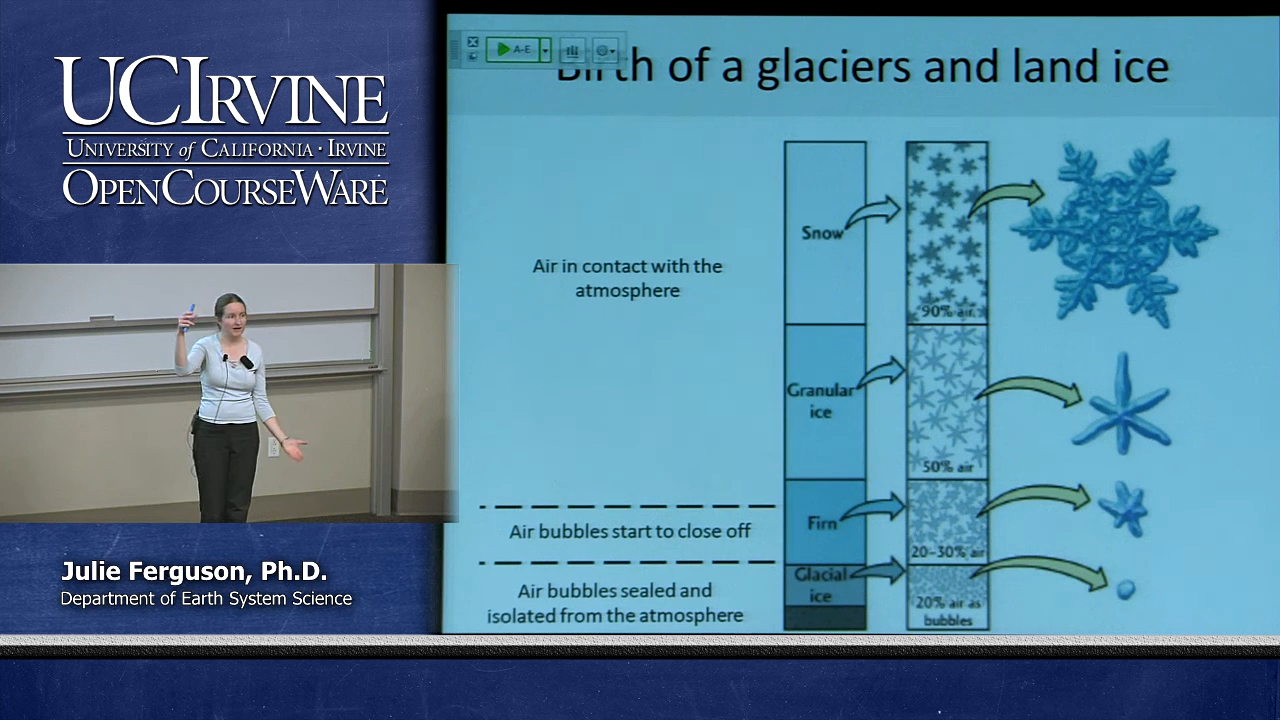 UCIRVINE
UNIVERSITY of CALIFORNIA · IRVINE
OPENCOURSEWARE
Julie Ferguson, Ph.D.
Department of Earth System Science
A-E
Birth of a glaciers and land ice
Air in contact with the
atmosphere
Air bubbles start to close off
Air bubbles sealed and
isolated from the atmosphere
Snow
Granular
ice
Firn
Glacial
ice
90% air
50% air
20-30% air
20% air as
bubbles